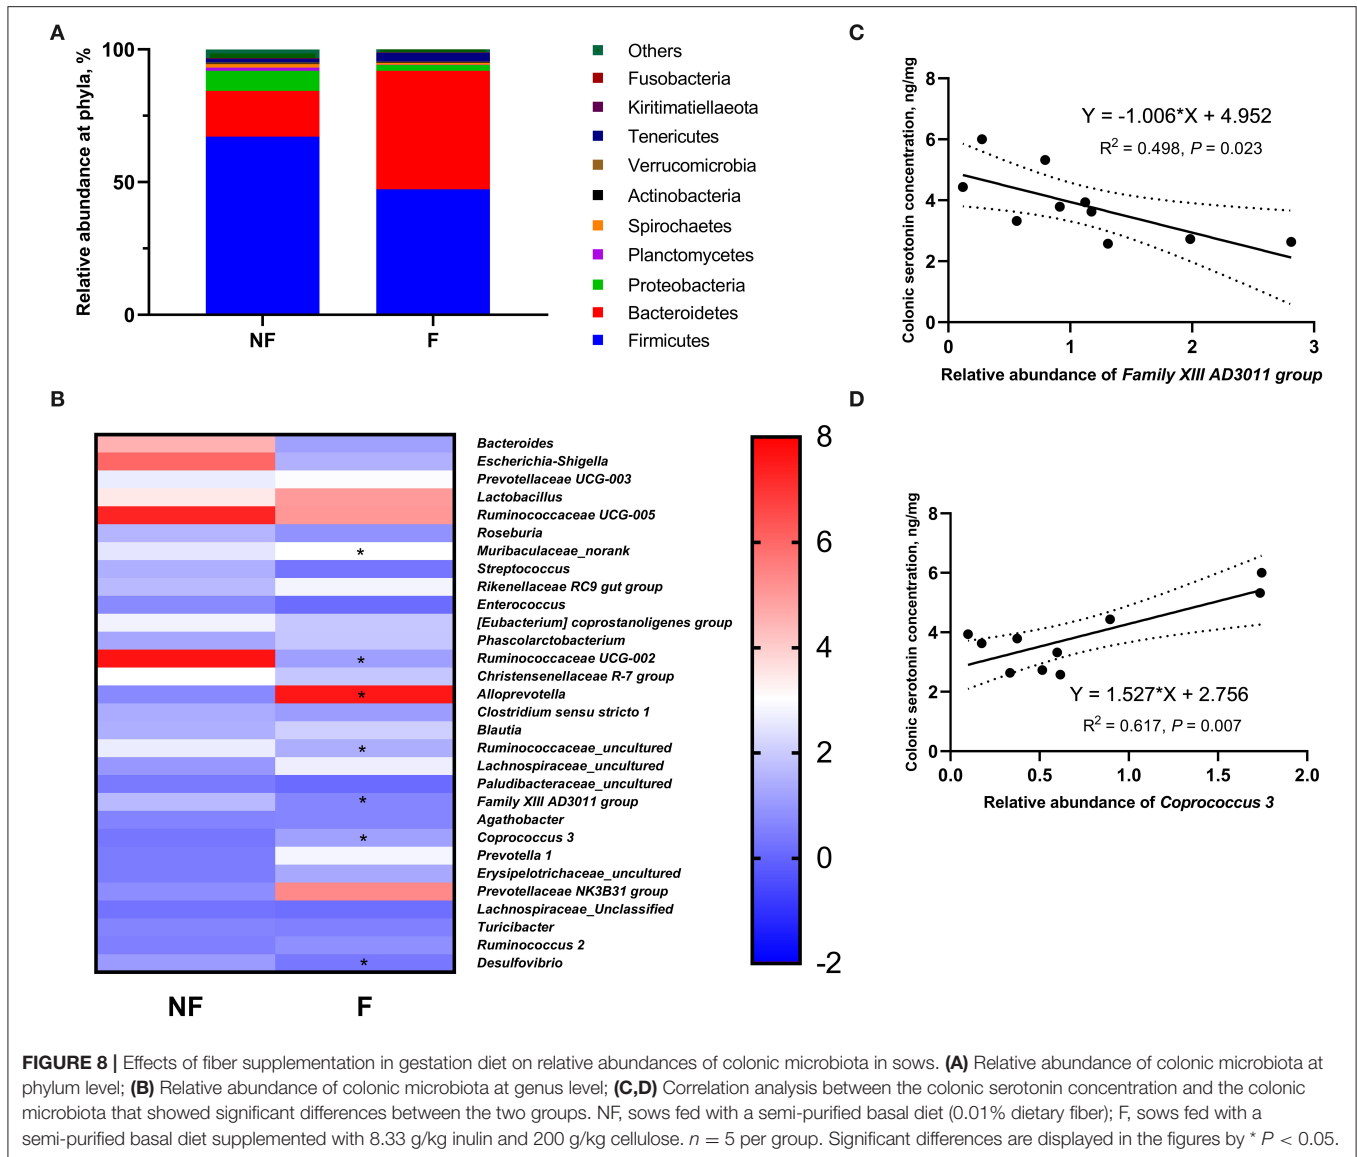 A
Relative abundance at phyla, %
100
50
0
NF
F
Others
Fusobacteria
Kiritimatiellaeota
Tenericutes
Verrucomicrobia
Actinobacteria
Spirochaetes
Planctomycetes
Proteobacteria
Bacteroidetes
Firmicutes
C
Colonic serotonin concentration, ng/mg
8
6
4
2
0
Y = -1.006*X + 4.952
R² = 0.498, P = 0.023
0
1
2
3
Relative abundance of Family XIII AD3011 group
B
Bacteroides
Escherichia-Shigella
Prevotellaceae UCG-003
Lactobacillus
Ruminococcaceae UCG-005
Roseburia
* Muribaculaceae_norank
Streptococcus
Rikenellaceae RC9 gut group
Enterococcus
[Eubacterium] coprostanoligenes group
Phascolarctobacterium
* Ruminococcaceae UCG-002
Christensenellaceae R-7 group
* Alloprevotella
Clostridium sensu stricto 1
Blautia
* Ruminococcaceae_uncultured
Lachnospiraceae_uncultured
Paludibacteraceae_uncultured
* Family XIII AD3011 group
Agathobacter
* Coprococcus 3
Prevotella 1
Erysipelotrichaceae_uncultured
Prevotellaceae NK3B31 group
Lachnospiraceae_Unclassified
Turicibacter
Ruminococcus 2
* Desulfovibrio
NF
F
8
6
4
2
0
-2
D
Colonic serotonin concentration, ng/mg
8
6
4
2
0
Y = 1.527*X + 2.756
R² = 0.617, P = 0.007
0.0
0.5
1.0
1.5
2.0
Relative abundance of Coprococcus 3
FIGURE 8 | Effects of fiber supplementation in gestation diet on relative abundances of colonic microbiota in sows. (A) Relative abundance of colonic microbiota at
phylum level; (B) Relative abundance of colonic microbiota at genus level; (C,D) Correlation analysis between the colonic serotonin concentration and the colonic
microbiota that showed significant differences between the two groups. NF, sows fed with a semi-purified basal diet (0.01% dietary fiber); F, sows fed with a
semi-purified basal diet supplemented with 8.33 g/kg inulin and 200 g/kg cellulose. n = 5 per group. Significant differences are displayed in the figures by * P < 0.05.